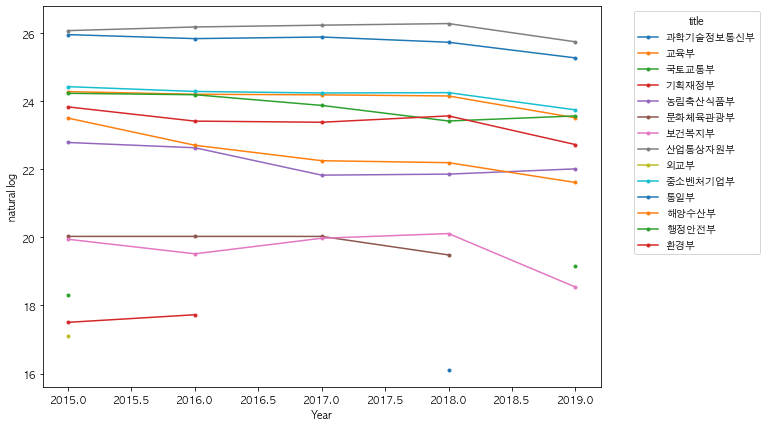 title
과학기술정보통신부
교육부
국토교통부
기획재정부
농림축산식품부
문화체육관광부
보건복지부
산업통상자원부
외교부
중소벤처기업부
통일부
해양수산부
행정안전부
환경부
natural log
26
24
22
20
18
16
2015.0 2015.5 2016.0 2016.5 2017.0 2017.5 2018.0 2018.5 2019.0
Year